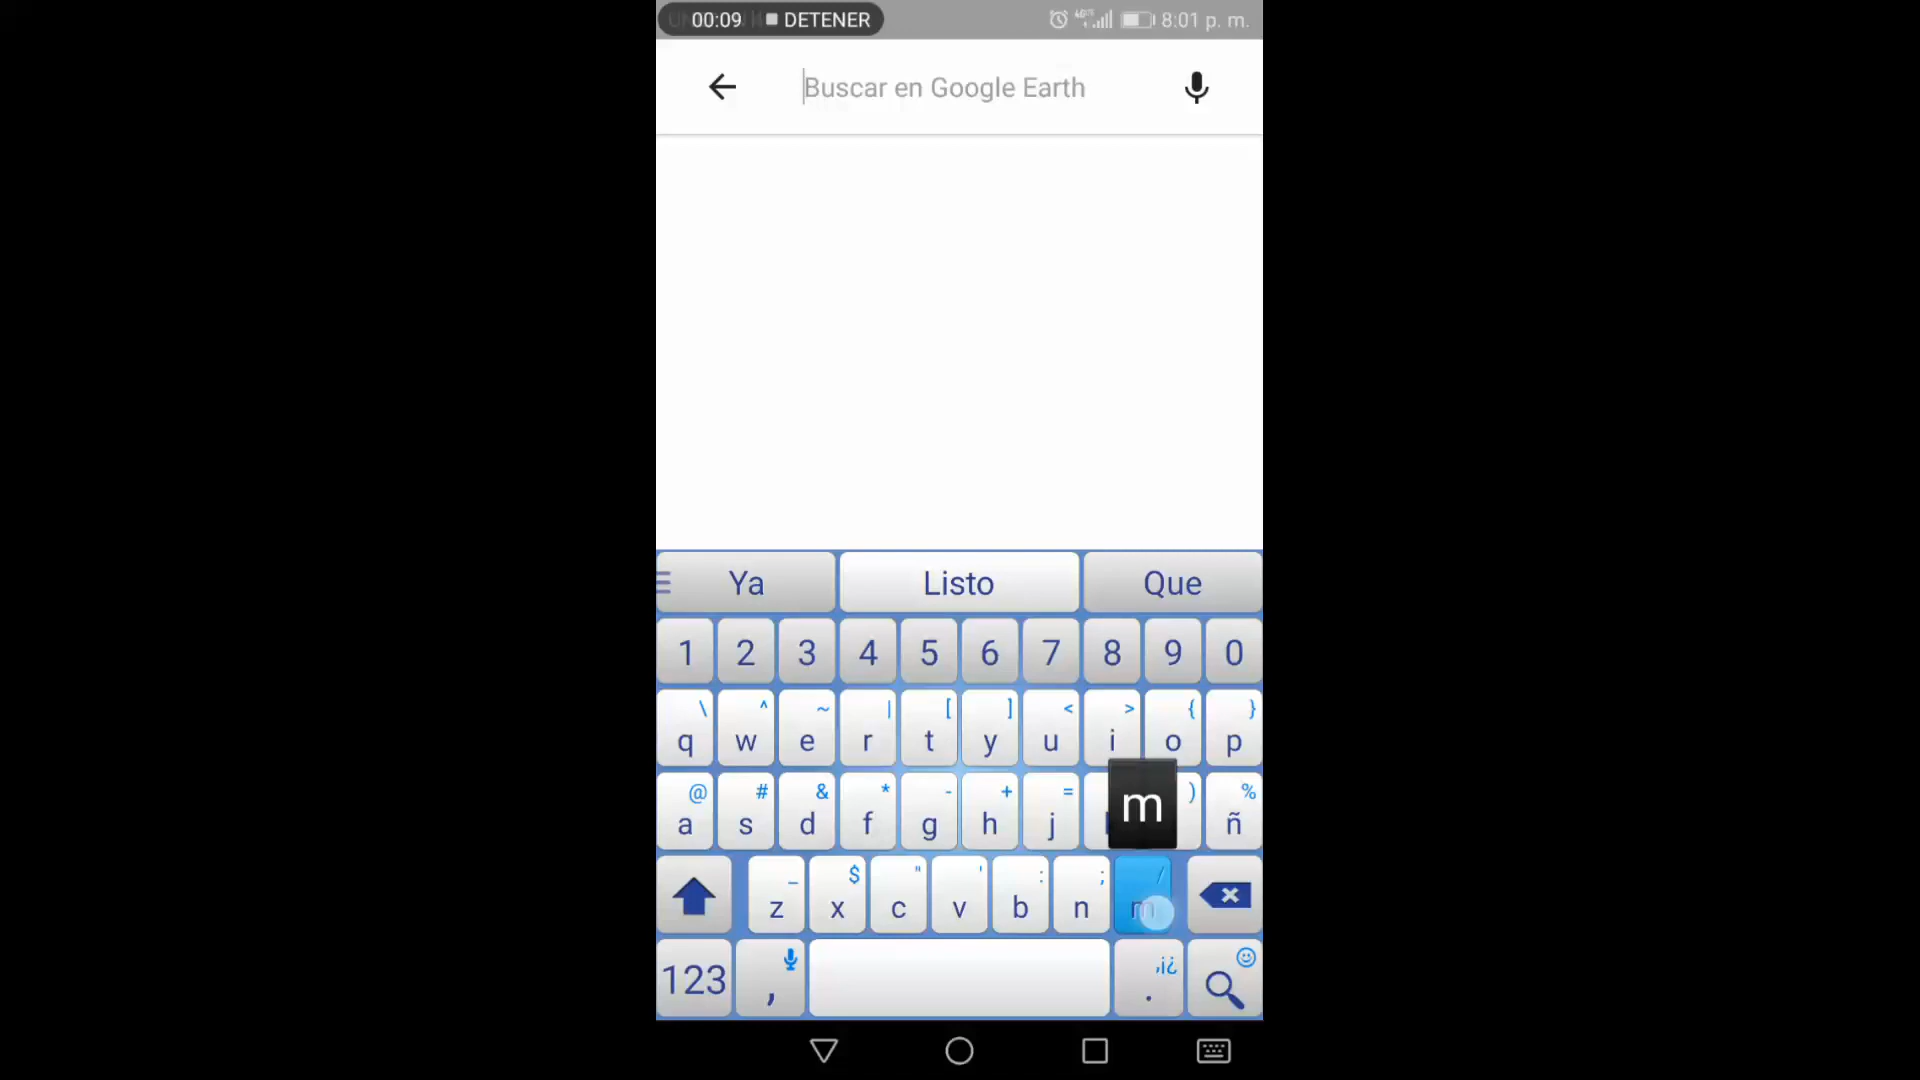 00:09 DETENER 8:01 p. m.
Buscar en Google Earth
Ya Listo Que
1 2 3 4 5 6 7 8 9 0
\ ^ ~ | [ ] < > { }
q w e r t y u i o p
@ # & * - + = ) %
a s d f g h j m ñ
_ $ " ' : ; /
z x c v b n m
123 , ,¡¿ .